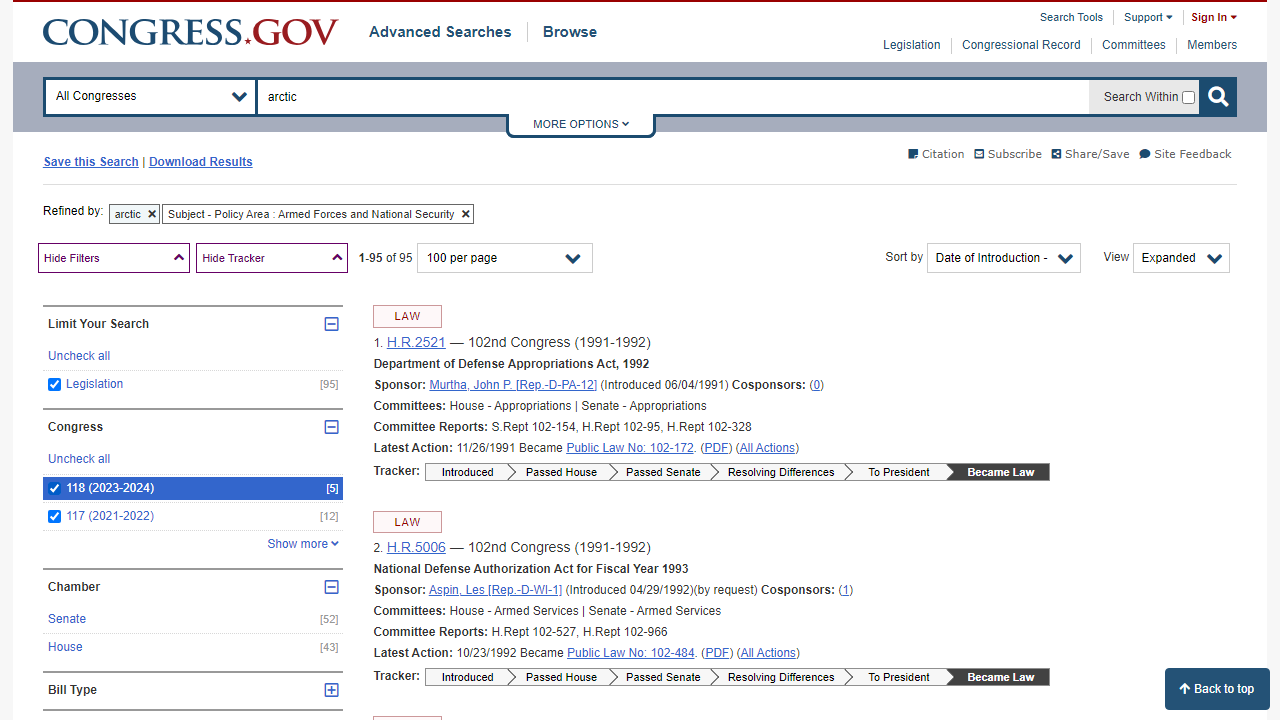 CONGRESS.GOV
Advanced Searches
Browse
Search Tools
Support
Sign In
Legislation
Congressional Record
Committees
Members
All Congresses
arctic
Search Within
MORE OPTIONS
Save this Search | Download Results
Citation
Subscribe
Share/Save
Site Feedback
Refined by:
arctic
Subject - Policy Area : Armed Forces and National Security
Hide Filters
Hide Tracker
1-95 of 95
100 per page
Sort by
Date of Introduction -
View
Expanded
Limit Your Search
Uncheck all
Legislation [95]
Congress
Uncheck all
118 (2023-2024) [5]
117 (2021-2022) [12]
Show more
Chamber
Senate [52]
House [43]
Bill Type
LAW
1. H.R.2521 — 102nd Congress (1991-1992)
Department of Defense Appropriations Act, 1992
Sponsor: Murtha, John P. [Rep.-D-PA-12] (Introduced 06/04/1991) Cosponsors: (0)
Committees: House - Appropriations | Senate - Appropriations
Committee Reports: S.Rept 102-154, H.Rept 102-95, H.Rept 102-328
Latest Action: 11/26/1991 Became Public Law No: 102-172. (PDF) (All Actions)
Tracker: Introduced Passed House Passed Senate Resolving Differences To President Became Law
LAW
2. H.R.5006 — 102nd Congress (1991-1992)
National Defense Authorization Act for Fiscal Year 1993
Sponsor: Aspin, Les [Rep.-D-WI-1] (Introduced 04/29/1992)(by request) Cosponsors: (1)
Committees: House - Armed Services | Senate - Armed Services
Committee Reports: H.Rept 102-527, H.Rept 102-966
Latest Action: 10/23/1992 Became Public Law No: 102-484. (PDF) (All Actions)
Tracker: Introduced Passed House Passed Senate Resolving Differences To President Became Law
Back to top